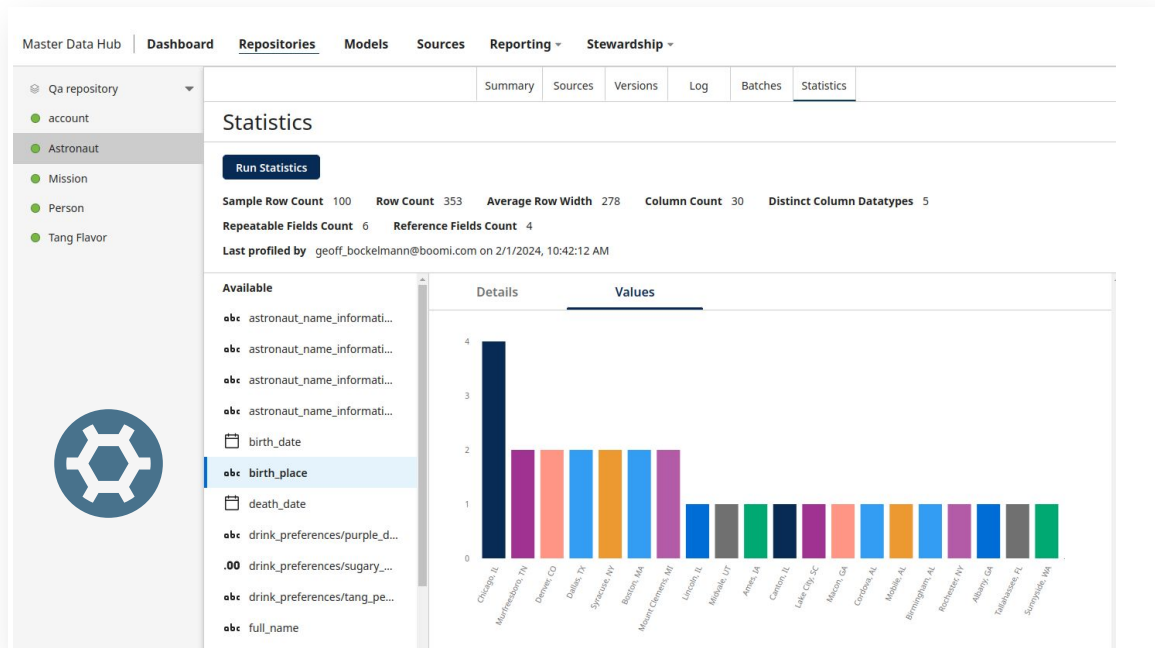 Master Data Hub Dashboard Repositories Models Sources Reporting Stewardship
Qa repository
account
Astronaut
Mission
Person
Tang Flavor
Summary Sources Versions Log Batches Statistics
Statistics
Run Statistics
Sample Row Count 100 Row Count 353 Average Row Width 278 Column Count 30 Distinct Column Datatypes 5
Repeatable Fields Count 6 Reference Fields Count 4
Last profiled by geoff_bockelmann@boomi.com on 2/1/2024, 10:42:12 AM
Available
abc astronaut_name_informati...
abc astronaut_name_informati...
abc astronaut_name_informati...
abc astronaut_name_informati...
birth_date
abc birth_place
death_date
abc drink_preferences/purple_d...
.00 drink_preferences/sugary_...
abc drink_preferences/tang_pe...
abc full_name
Details Values
4
3
2
1
0
Chicago, IL
Murfreesboro, TN
Denver, CO
Dallas, TX
Syracuse, NY
Boston, MA
Mount Clemens, MI
Lincoln, IL
Midvale, UT
Ames, IA
Canton, IL
Lake City, SC
Macon, GA
Cordova, AL
Mobile, AL
Birmingham, AL
Rochester, NY
Albany, GA
Tallahassee, FL
Sunnyside, WA